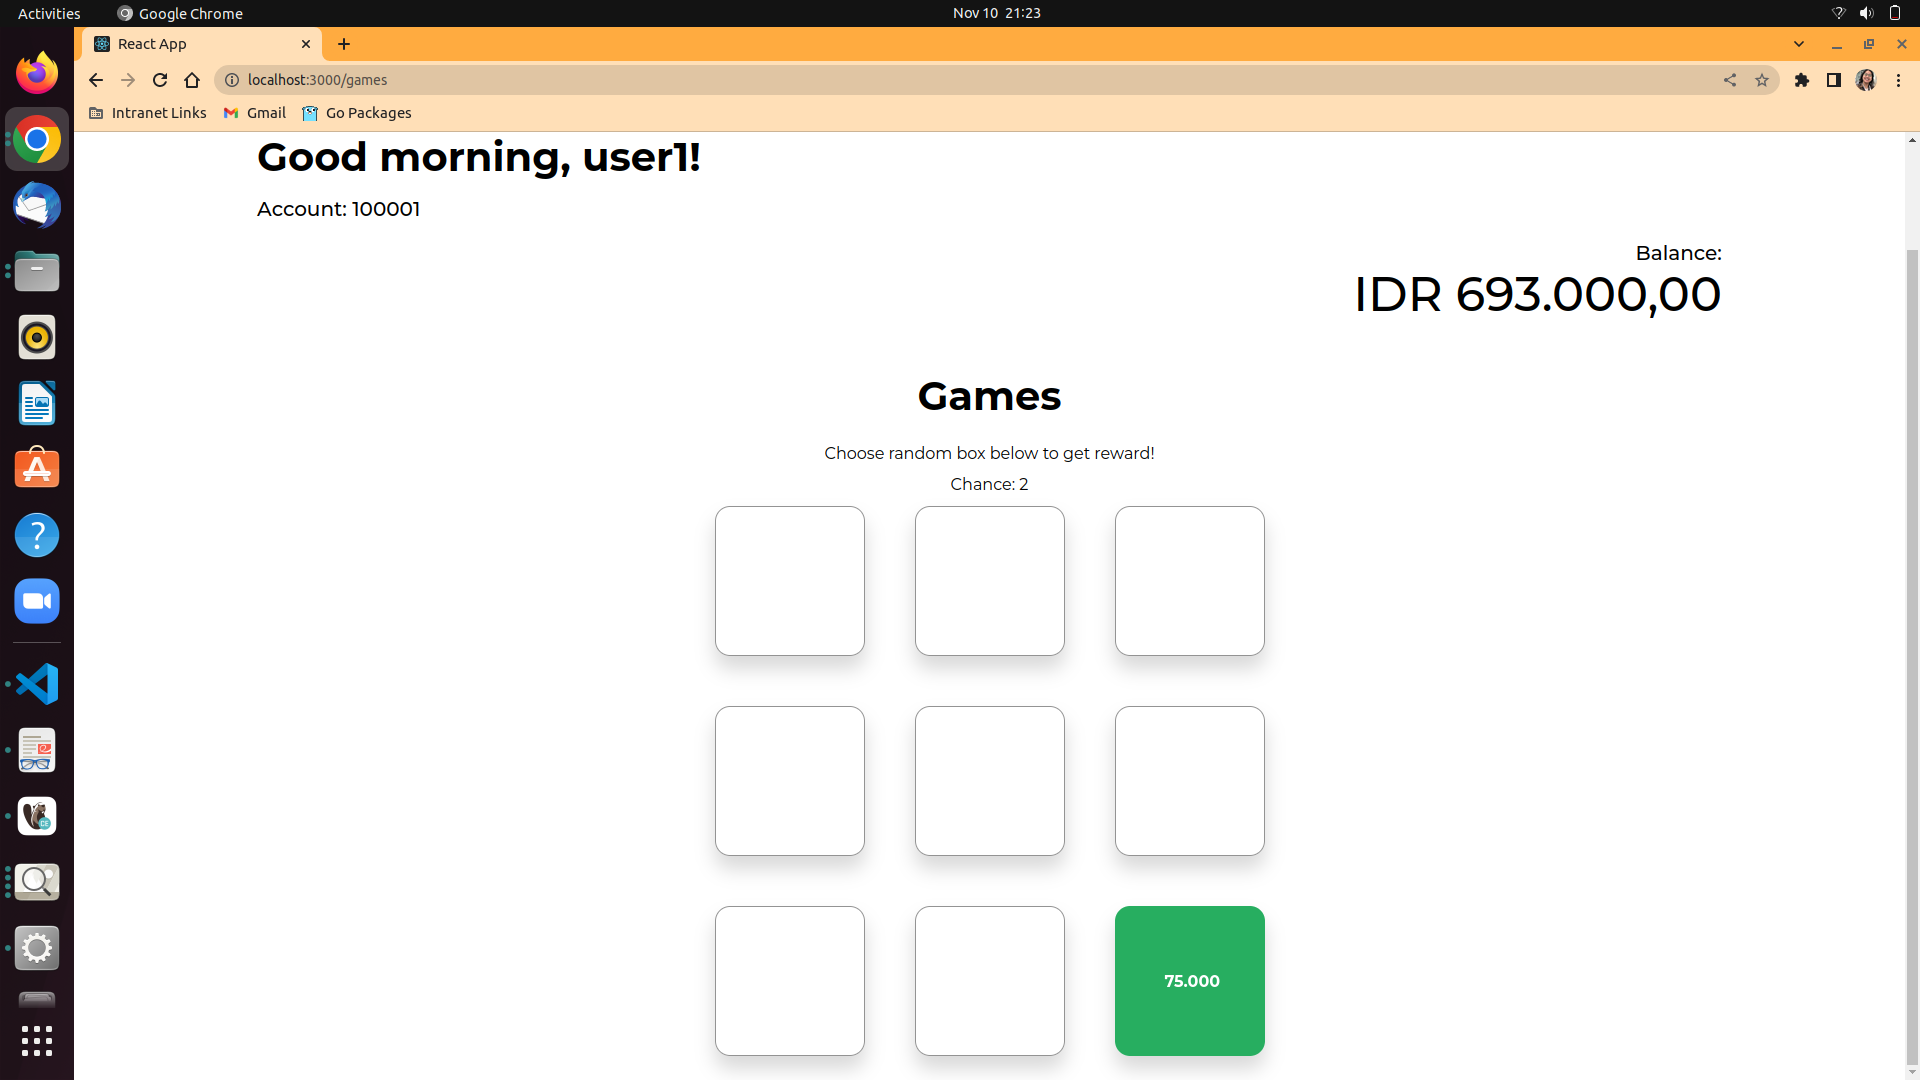 Activities
Google Chrome
Nov 10 21:23
React App
localhost:3000/games
Intranet Links
Gmail
Go Packages
Good morning, user1!
Account: 100001
Balance:
IDR 693.000,00
Games
Choose random box below to get reward!
Chance: 2
75.000